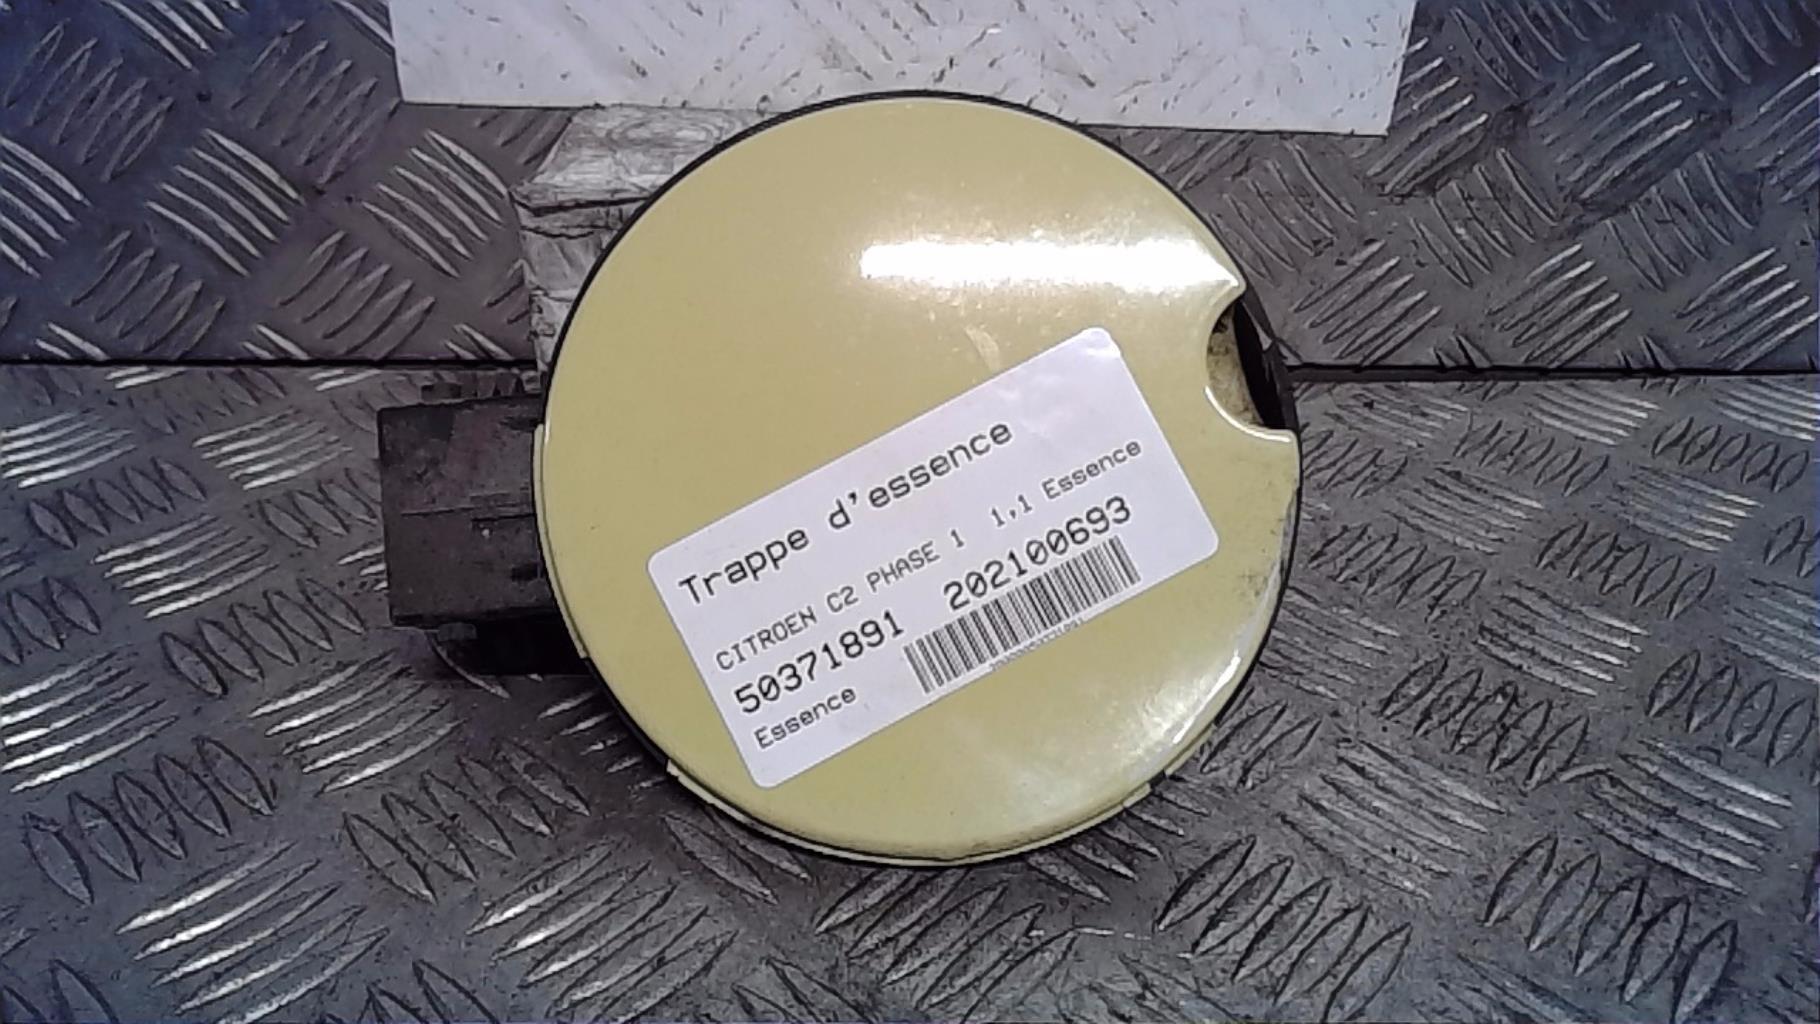 Trappe d'essence
CITROEN C2 PHASE 1 1,1 Essence
50371891 202100693
Essence